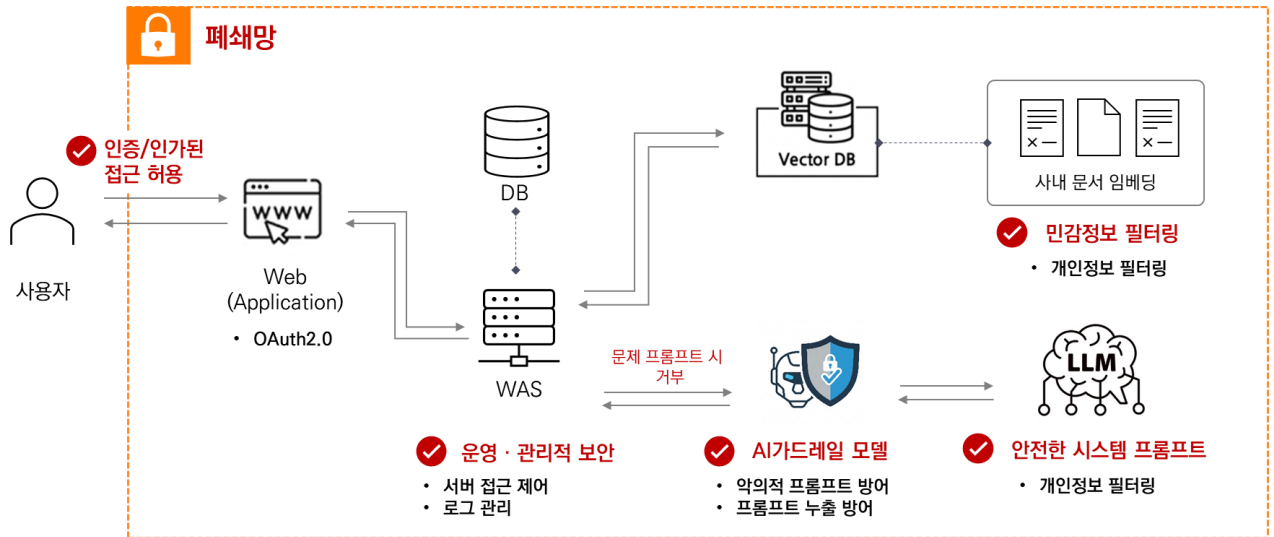 폐쇄망
인증/인가된
접근 허용
사용자
WWW
Web
(Application)
• OAuth2.0
DB
WAS
Vector DB
사내 문서 임베딩
민감정보 필터링
• 개인정보 필터링
문제 프롬프트 시
거부
LLM
운영 · 관리적 보안
• 서버 접근 제어
• 로그 관리
AI가드레일 모델
• 악의적 프롬프트 방어
• 프롬프트 누출 방어
안전한 시스템 프롬프트
• 개인정보 필터링